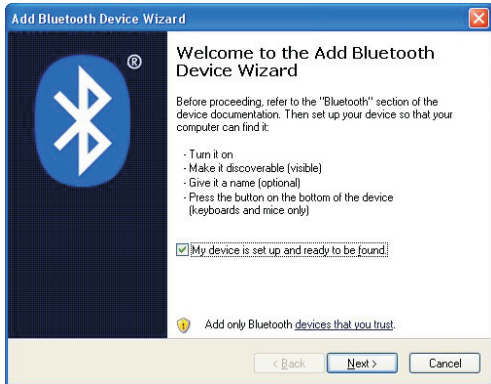 Add Bluetooth Device Wizard
®
Welcome to the Add Bluetooth
Device Wizard
Before proceeding, refer to the "Bluetooth" section of the
device documentation. Then set up your device so that your
computer can find it:
- Turn it on
- Make it discoverable (visible)
- Give it a name (optional)
- Press the button on the bottom of the device
(keyboards and mice only)
My device is set up and ready to be found.
Add only Bluetooth devices that you trust.
< Back Next > Cancel